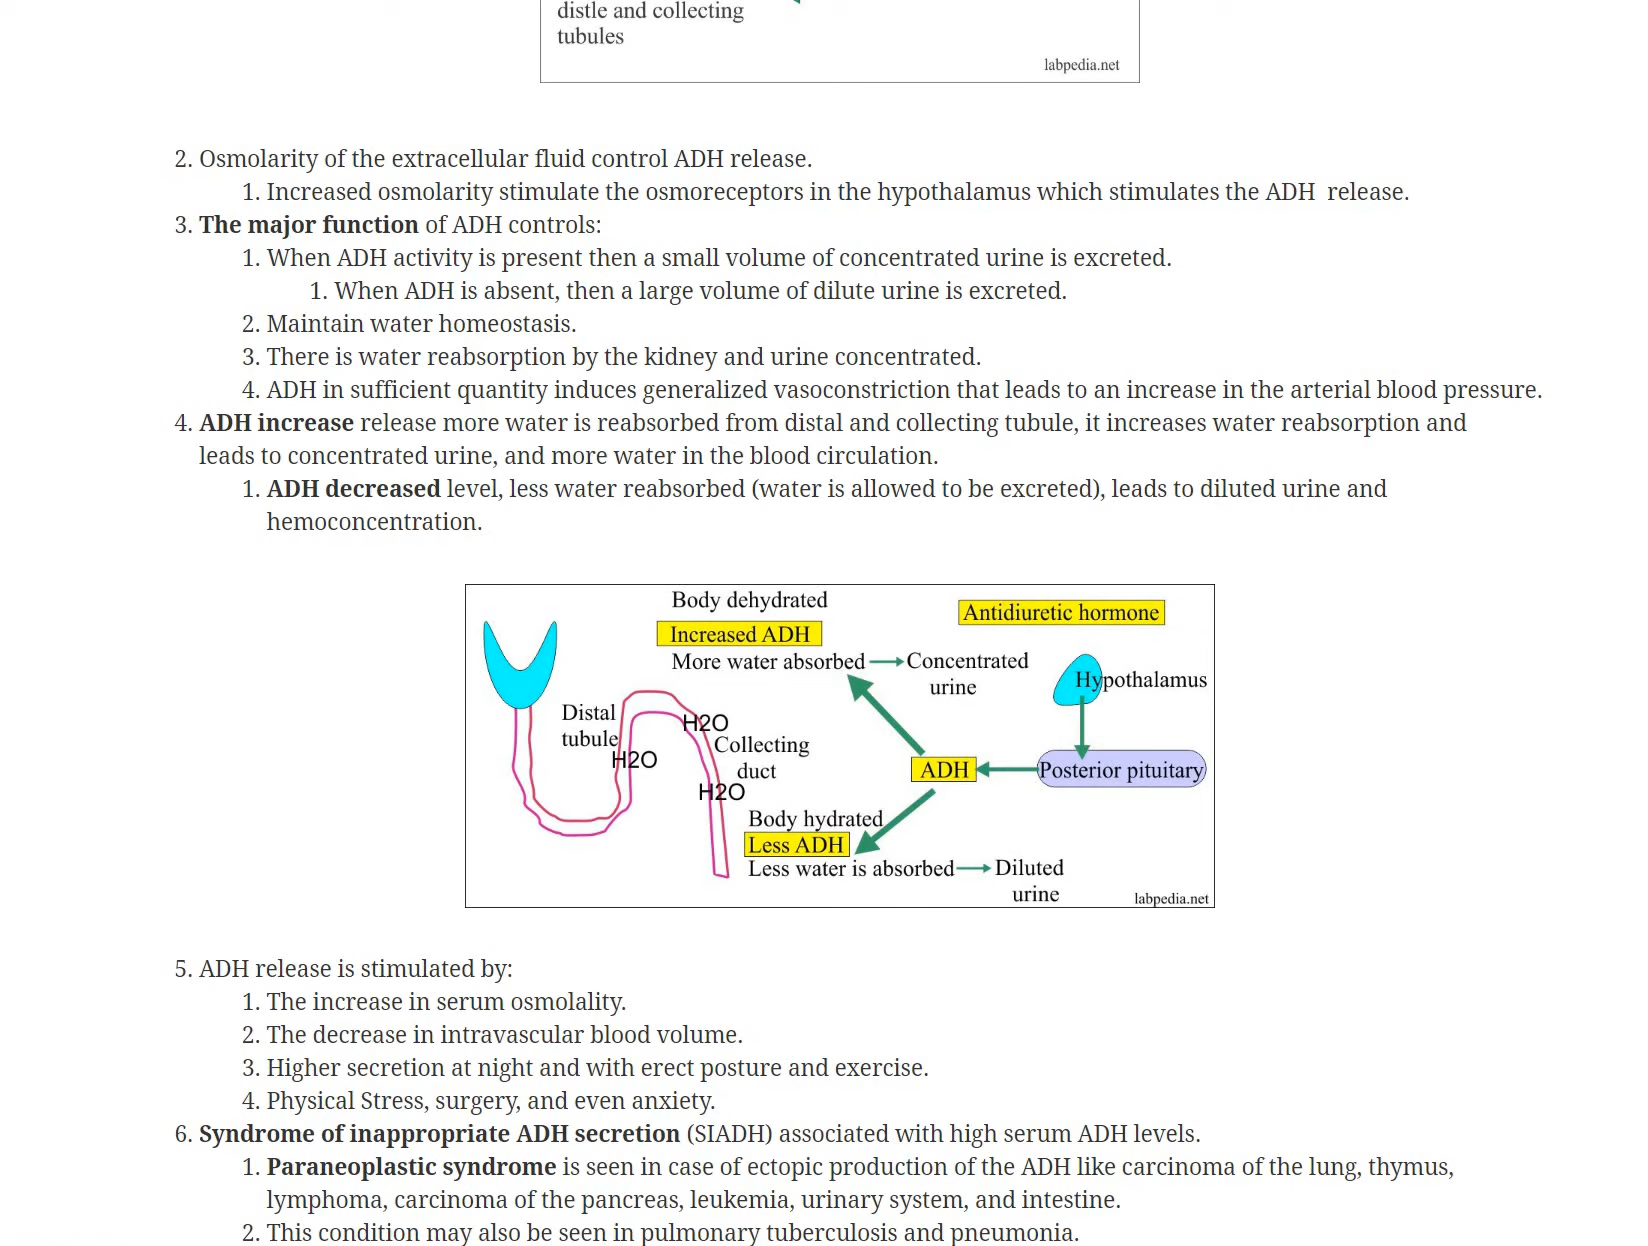 distle and collecting
tubules
labpedia.net
2. Osmolarity of the extracellular fluid control ADH release.
1. Increased osmolarity stimulate the osmoreceptors in the hypothalamus which stimulates the ADH  release.
3. The major function of ADH controls:
1. When ADH activity is present then a small volume of concentrated urine is excreted.
1. When ADH is absent, then a large volume of dilute urine is excreted.
2. Maintain water homeostasis.
3. There is water reabsorption by the kidney and urine concentrated.
4. ADH in sufficient quantity induces generalized vasoconstriction that leads to an increase in the arterial blood pressure.
4. ADH increase release more water is reabsorbed from distal and collecting tubule, it increases water reabsorption and
leads to concentrated urine, and more water in the blood circulation.
1. ADH decreased level, less water reabsorbed (water is allowed to be excreted), leads to diluted urine and
hemoconcentration.
Body dehydrated
Increased ADH
More water absorbed
Concentrated
urine
Antidiuretic hormone
Hypothalamus
Distal
tubule
H2O
H2O
Collecting
duct
H2O
ADH
Posterior pituitary
Body hydrated
Less ADH
Less water is absorbed
Diluted
urine
labpedia.net
5. ADH release is stimulated by:
1. The increase in serum osmolality.
2. The decrease in intravascular blood volume.
3. Higher secretion at night and with erect posture and exercise.
4. Physical Stress, surgery, and even anxiety.
6. Syndrome of inappropriate ADH secretion (SIADH) associated with high serum ADH levels.
1. Paraneoplastic syndrome is seen in case of ectopic production of the ADH like carcinoma of the lung, thymus,
lymphoma, carcinoma of the pancreas, leukemia, urinary system, and intestine.
2. This condition may also be seen in pulmonary tuberculosis and pneumonia.